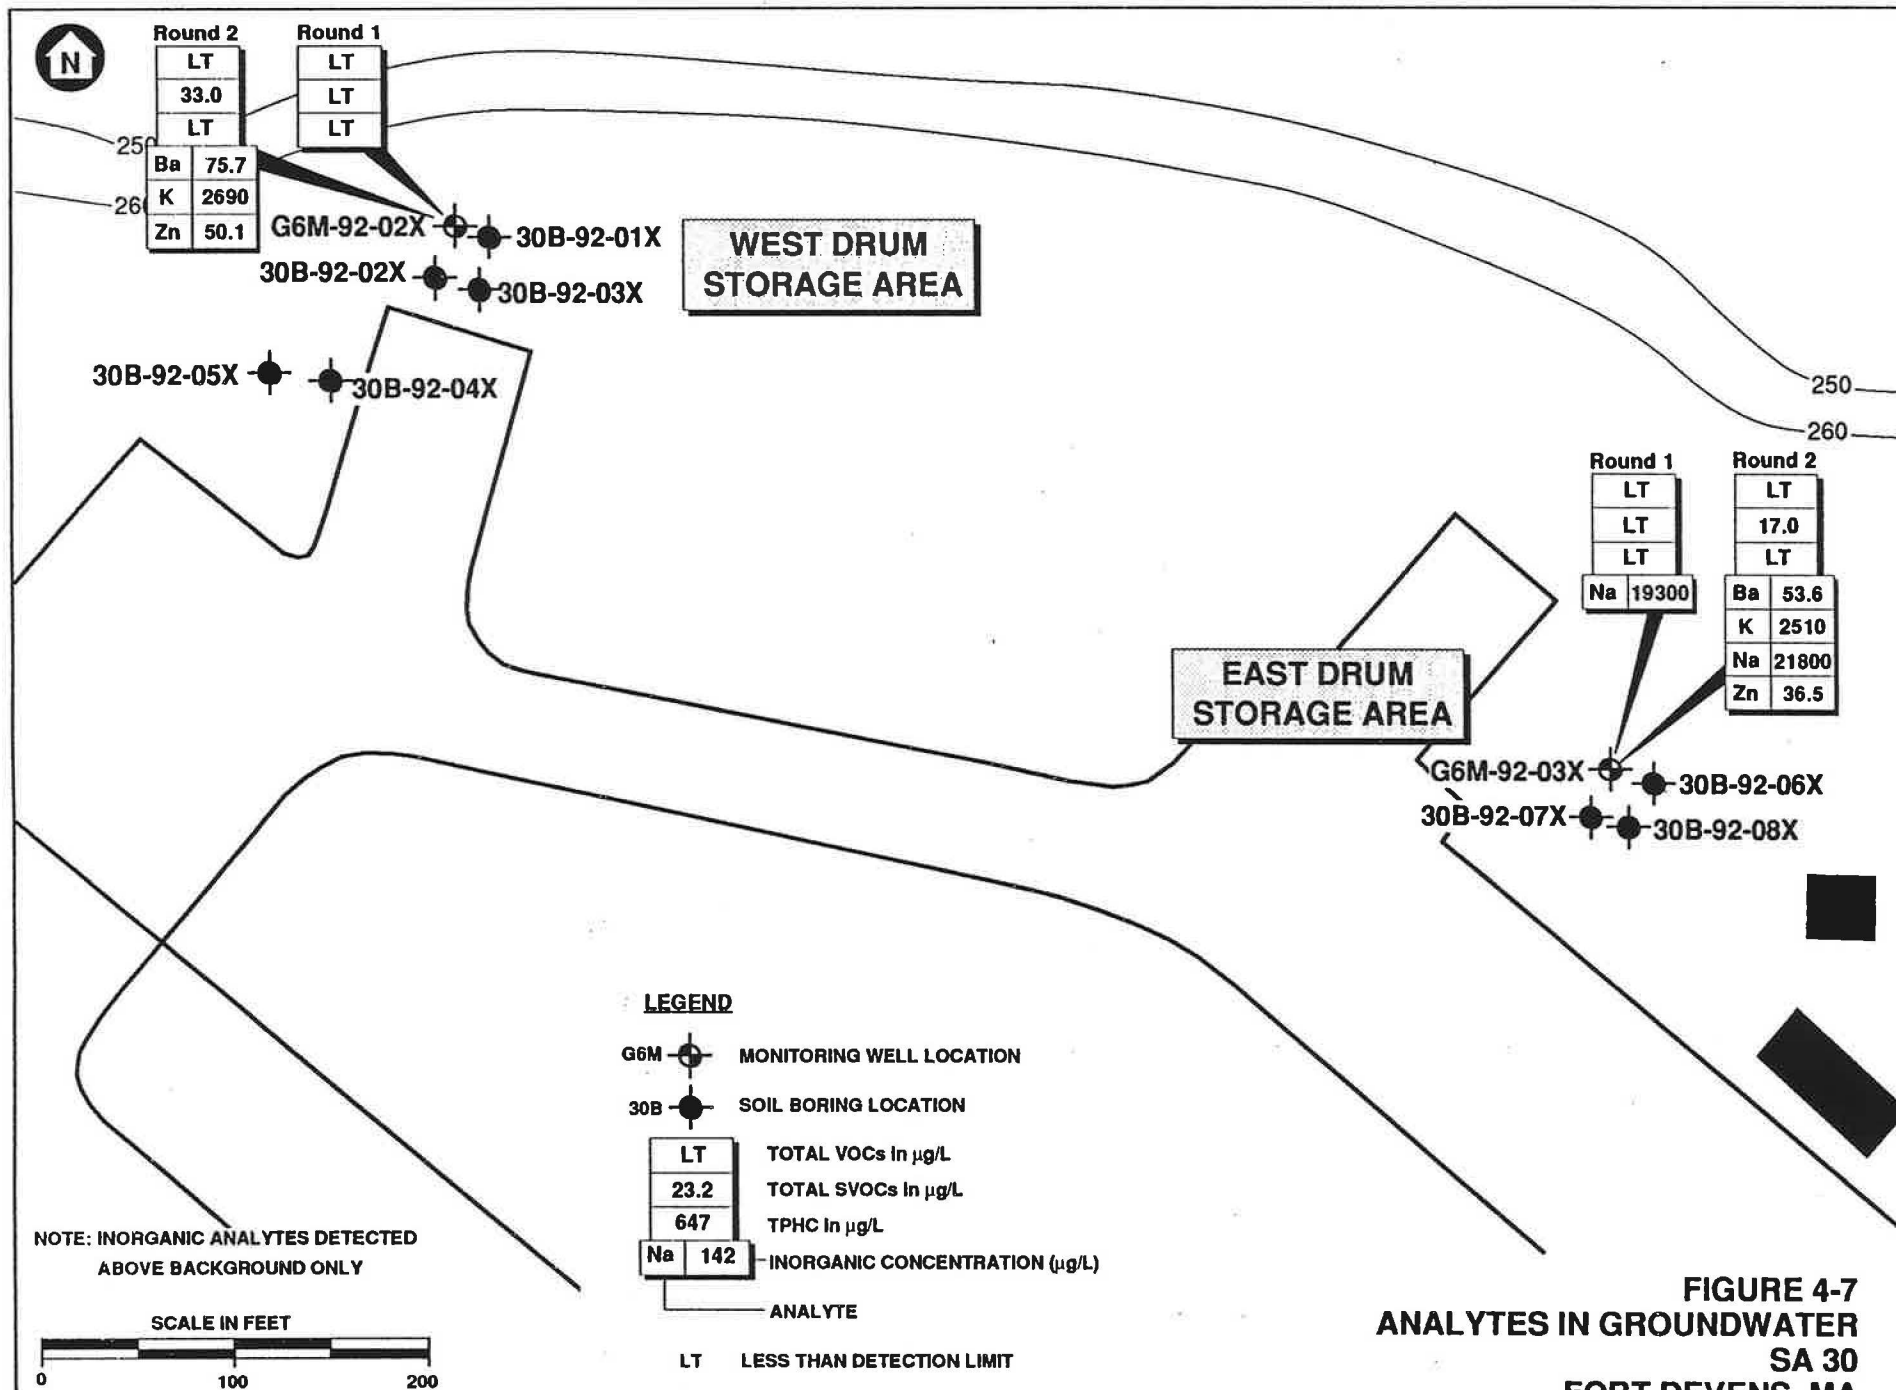 N
Round 2
LT
33.0
LT
Ba 75.7
K 2690
Zn 50.1
Round 1
LT
LT
LT
250
260
G6M-92-02X
30B-92-01X
30B-92-02X
30B-92-03X
WEST DRUM
STORAGE AREA
30B-92-05X
30B-92-04X
250
260
Round 1
LT
LT
LT
Na 19300
Round 2
LT
17.0
LT
Ba 53.6
K 2510
Na 21800
Zn 36.5
EAST DRUM
STORAGE AREA
G6M-92-03X
30B-92-06X
30B-92-07X
30B-92-08X
LEGEND
G6M MONITORING WELL LOCATION
30B SOIL BORING LOCATION
LT TOTAL VOCs in µg/L
23.2 TOTAL SVOCs in µg/L
647 TPHC in µg/L
Na 142 INORGANIC CONCENTRATION (µg/L)
ANALYTE
LT LESS THAN DETECTION LIMIT
NOTE: INORGANIC ANALYTES DETECTED
ABOVE BACKGROUND ONLY
SCALE IN FEET
0 100 200
FIGURE 4-7
ANALYTES IN GROUNDWATER
SA 30
FORT DEVENS, MA